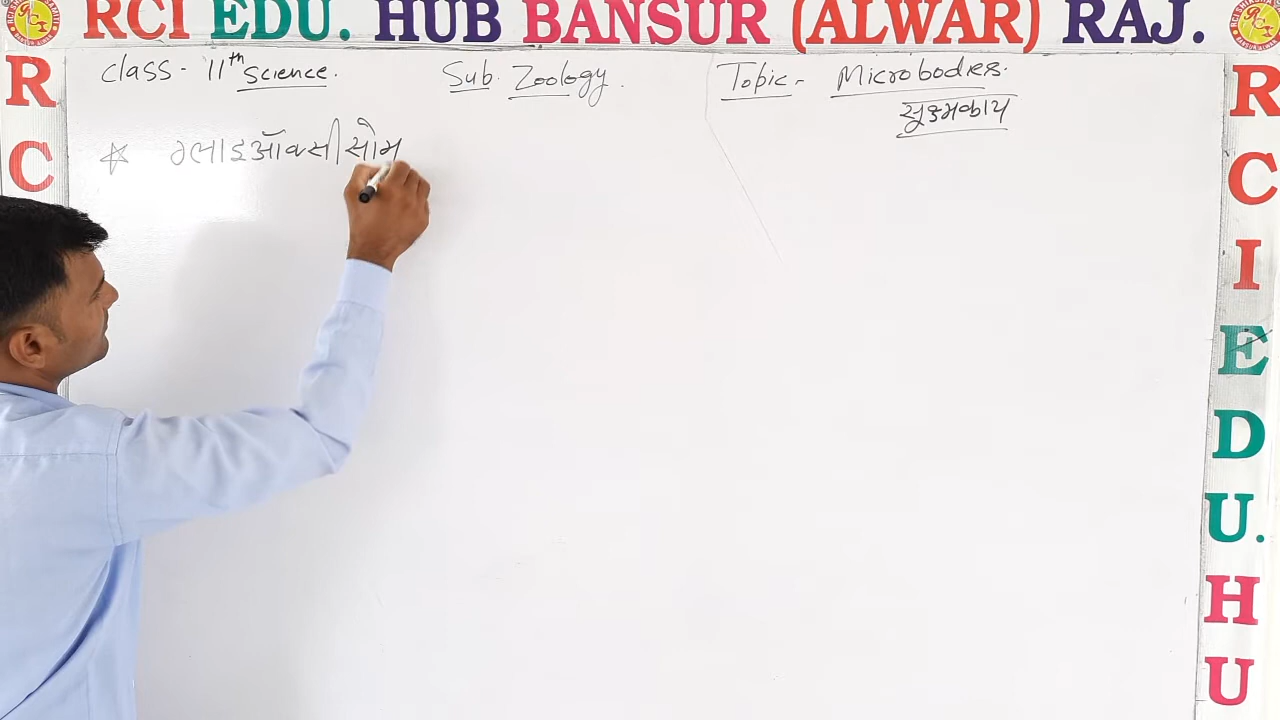 RCI EDU. HUB BANSUR (ALWAR) RAJ.
Class - 11th Science.
Sub. Zoology.
Topic - Microbodies.
सूक्ष्मकाय
☆ ग्लाइऑक्सीसोम
R
C
R
C
I
E
D
U.
H
U